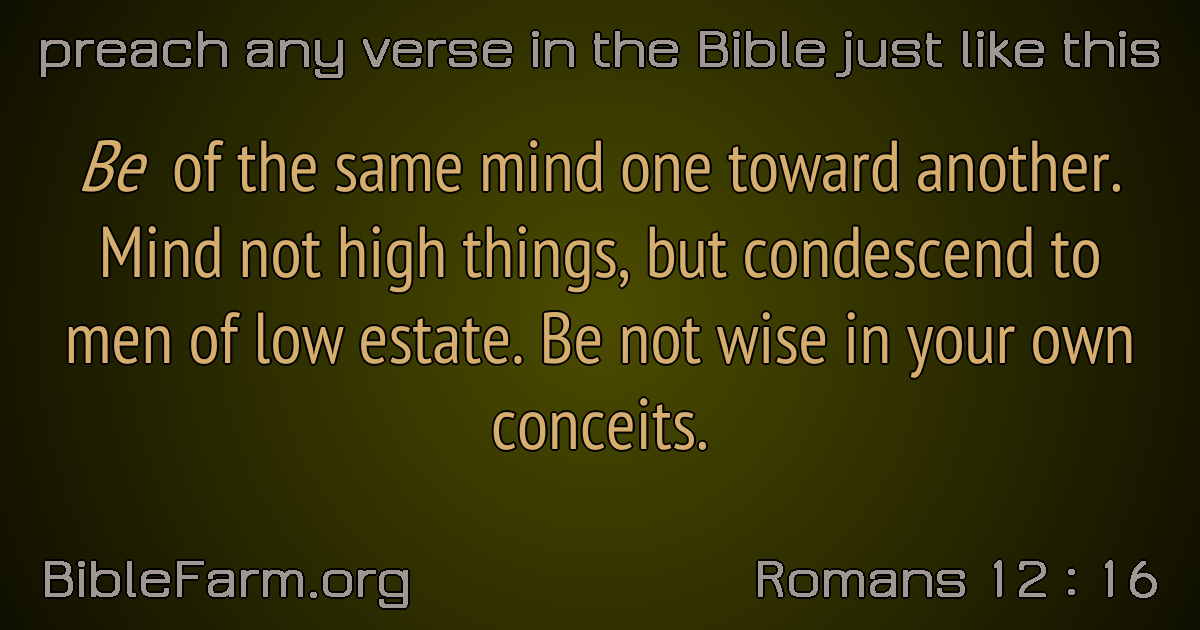 preach any verse in the Bible just like this
Be of the same mind one toward another.
Mind not high things, but condescend to
men of low estate. Be not wise in your own
conceits.
BibleFarm.org
Romans 12 : 16